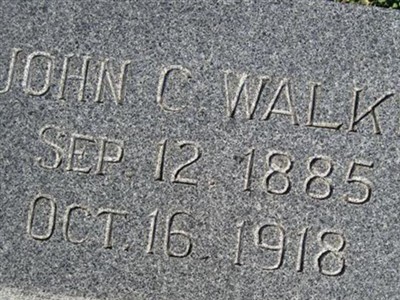 JOHN C WALK
SEP. 12. 1885
OCT. 16. 1918